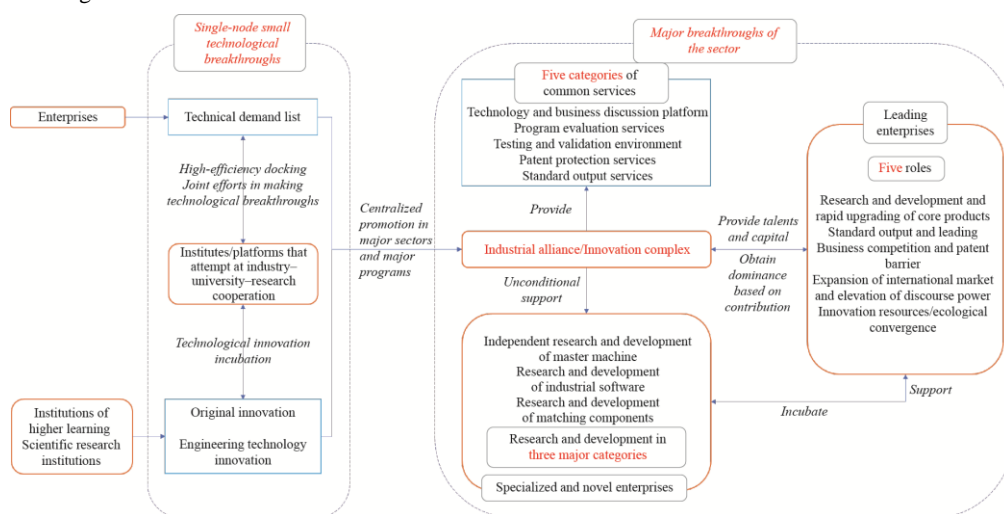 Single-node small
technological
breakthroughs
Enterprises
Technical demand list
High-efficiency docking
Joint efforts in making
technological breakthroughs
Institutes/platforms that
attempt at industry–
university–research
cooperation
Technological innovation
incubation
Institutions of
higher learning
Scientific research
institutions
Original innovation
Engineering technology
innovation
Centralized
promotion in
major sectors
and major
programs
Major breakthroughs of
the sector
Five categories of
common services
Technology and business discussion platform
Program evaluation services
Testing and validation environment
Patent protection services
Standard output services
Provide
Industrial alliance/Innovation complex
Unconditional
support
Independent research and development
of master machine
Research and development
of industrial software
Research and development
of matching components
Research and development in
three major categories
Specialized and novel enterprises
Provide talents
and capital
Obtain
dominance
based on
contribution
Leading
enterprises
Five roles
Research and development and
rapid upgrading of core products
Standard output and leading
Business competition and patent
barrier
Expansion of international market
and elevation of discourse power
Innovation resources/ecological
convergence
Incubate
Support